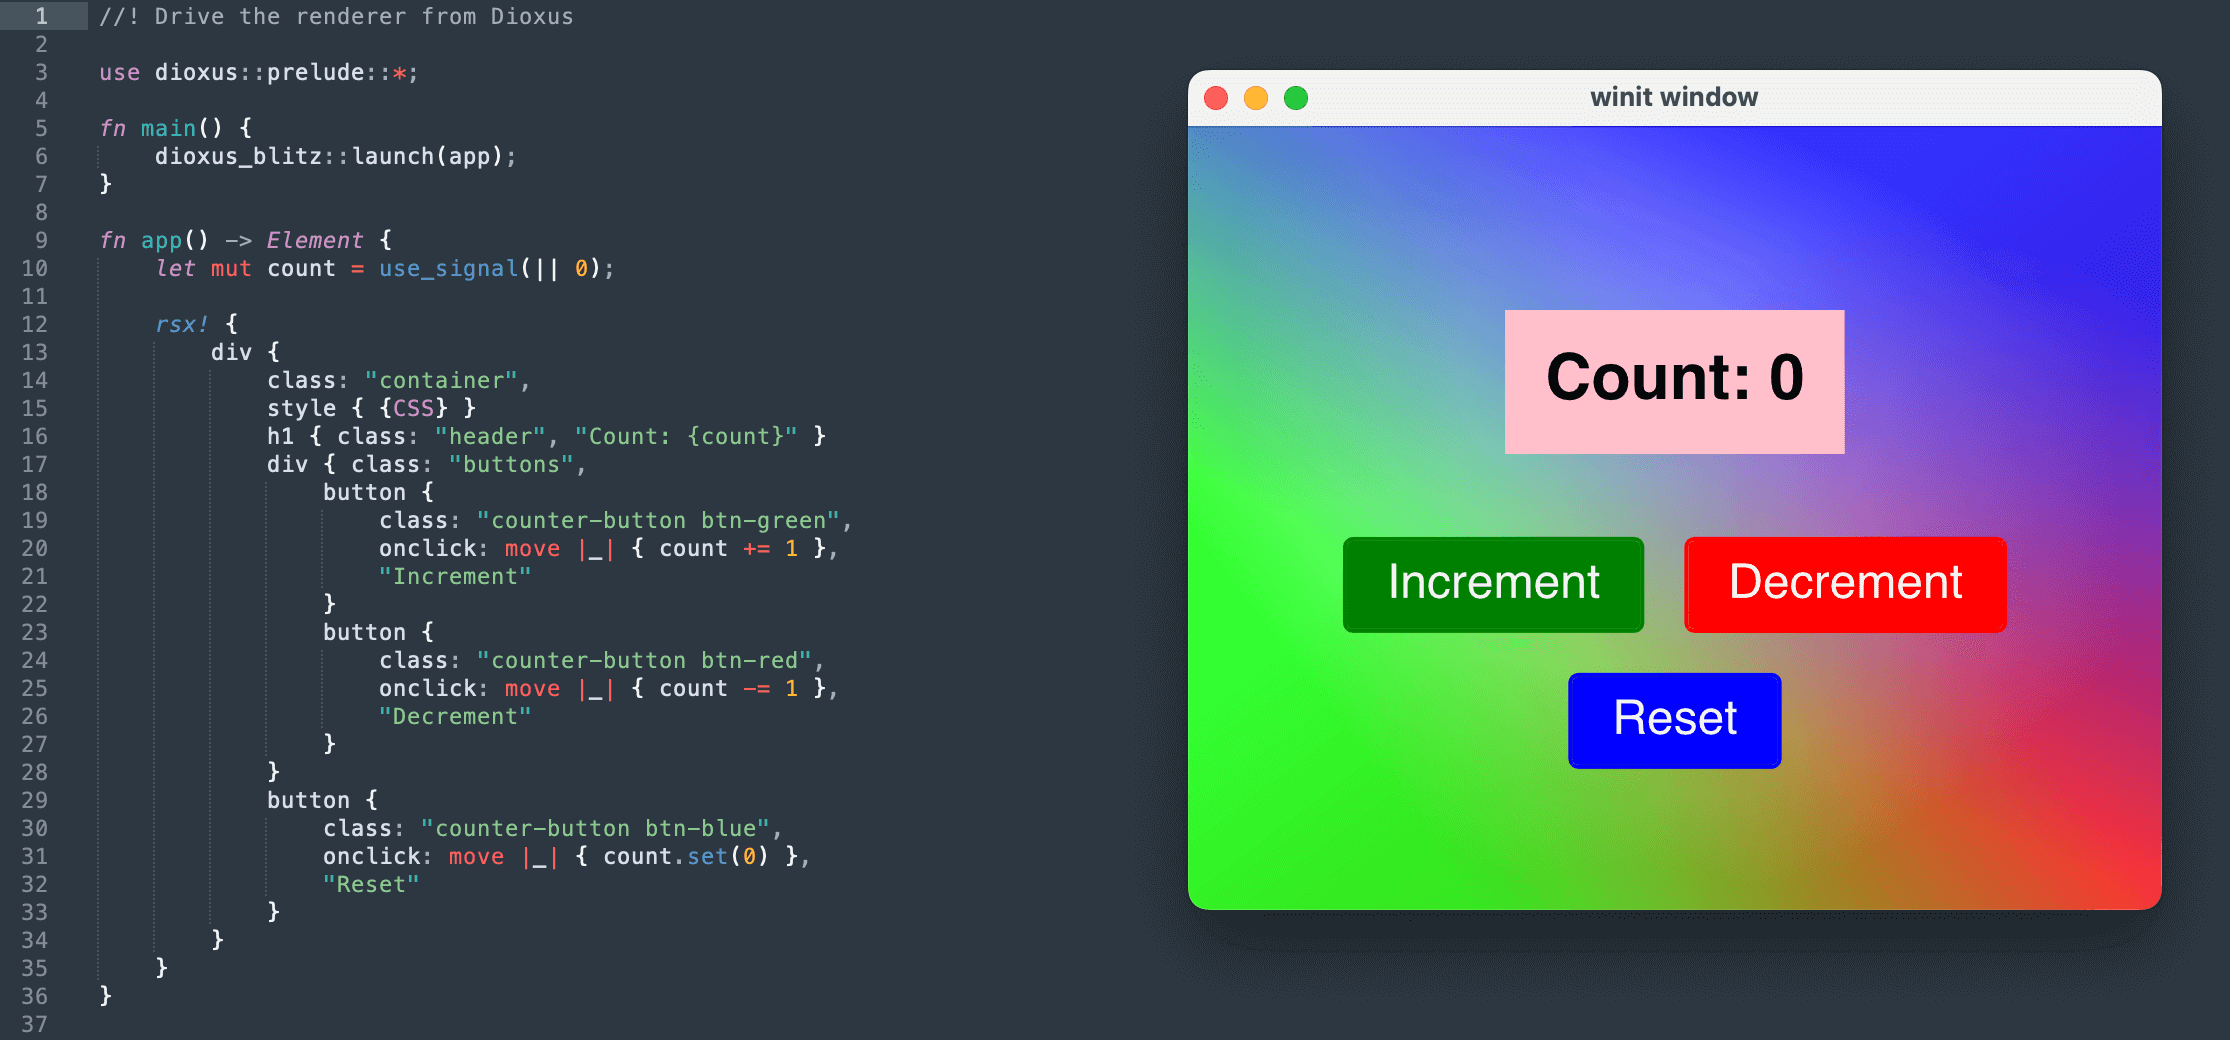 1 //! Drive the renderer from Dioxus
2
3 use dioxus::prelude::*;
4
5 fn main() {
6     dioxus_blitz::launch(app);
7 }
8
9 fn app() -> Element {
10     let mut count = use_signal(|| 0);
11
12     rsx! {
13         div {
14             class: "container",
15             style { {CSS} }
16             h1 { class: "header", "Count: {count}" }
17             div { class: "buttons",
18                 button {
19                     class: "counter-button btn-green",
20                     onclick: move |_| { count += 1 },
21                     "Increment"
22                 }
23                 button {
24                     class: "counter-button btn-red",
25                     onclick: move |_| { count -= 1 },
26                     "Decrement"
27                 }
28             }
29             button {
30                 class: "counter-button btn-blue",
31                 onclick: move |_| { count.set(0) },
32                 "Reset"
33             }
34         }
35     }
36 }
37
winit window
Count: 0
Increment Decrement
Reset